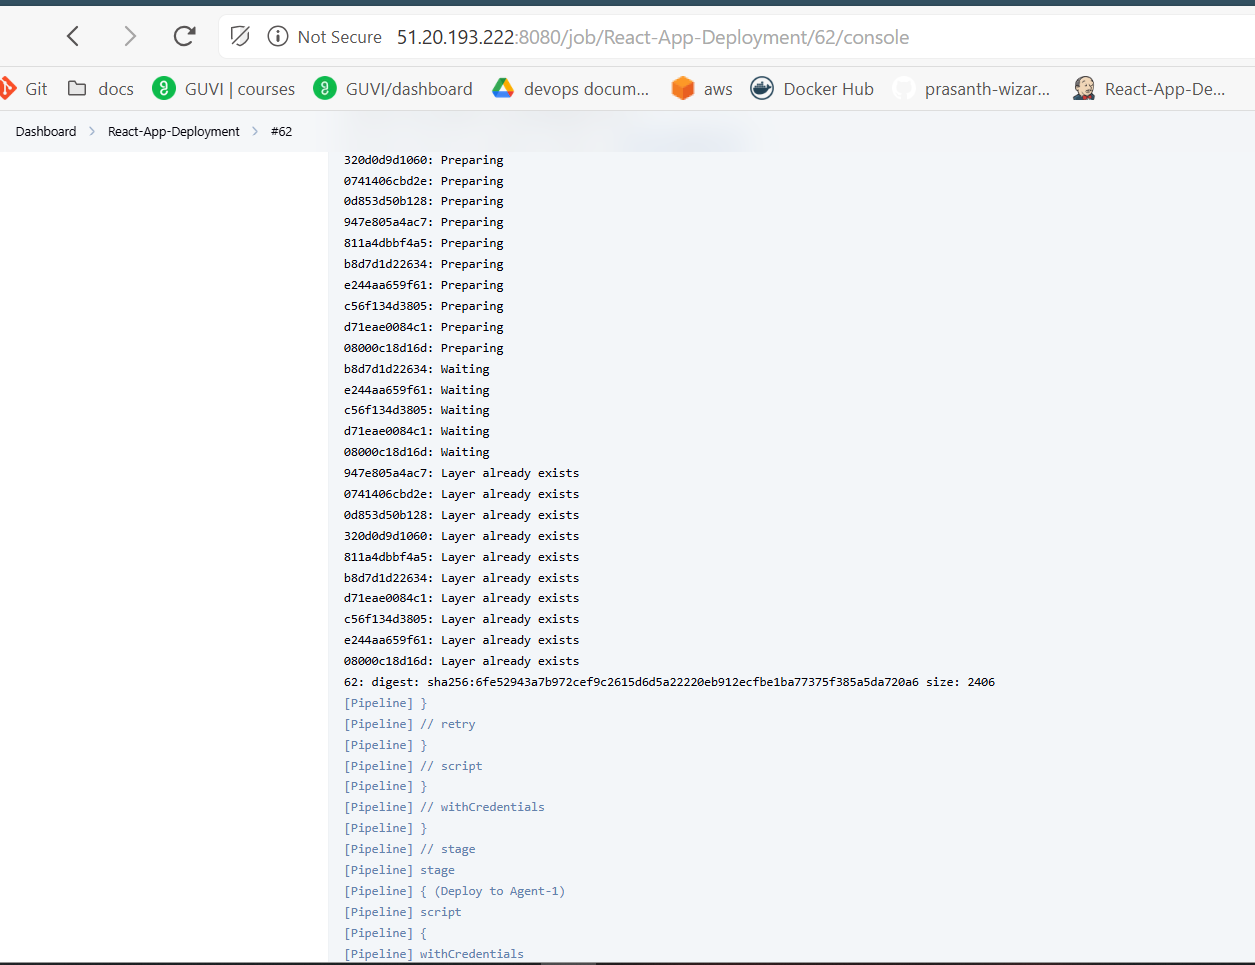 Not Secure 51.20.193.222:8080/job/React-App-Deployment/62/console
Git docs GUVI | courses GUVI/dashboard devops docum... aws Docker Hub prasanth-wizar... React-App-De...
Dashboard React-App-Deployment #62
320d0d9d1060: Preparing
0741406cbd2e: Preparing
0d853d50b128: Preparing
947e805a4ac7: Preparing
811a4dbbf4a5: Preparing
b8d7d1d22634: Preparing
e244aa659f61: Preparing
c56f134d3805: Preparing
d71eae0084c1: Preparing
08000c18d16d: Preparing
b8d7d1d22634: Waiting
e244aa659f61: Waiting
c56f134d3805: Waiting
d71eae0084c1: Waiting
08000c18d16d: Waiting
947e805a4ac7: Layer already exists
0741406cbd2e: Layer already exists
0d853d50b128: Layer already exists
320d0d9d1060: Layer already exists
811a4dbbf4a5: Layer already exists
b8d7d1d22634: Layer already exists
d71eae0084c1: Layer already exists
c56f134d3805: Layer already exists
e244aa659f61: Layer already exists
08000c18d16d: Layer already exists
62: digest: sha256:6fe52943a7b972cef9c2615d6d5a22220eb912ecfbe1ba77375f385a5da720a6 size: 2406
[Pipeline] }
[Pipeline] // retry
[Pipeline] }
[Pipeline] // script
[Pipeline] }
[Pipeline] // withCredentials
[Pipeline] }
[Pipeline] // stage
[Pipeline] stage
[Pipeline] { (Deploy to Agent-1)
[Pipeline] script
[Pipeline] {
[Pipeline] withCredentials